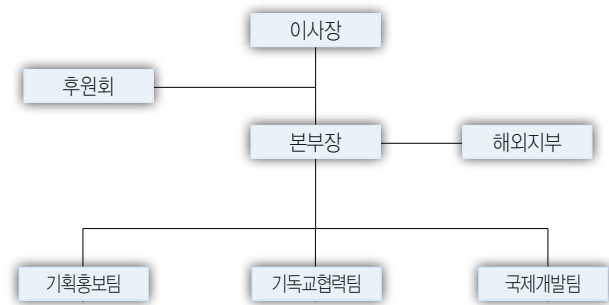 이사장
후원회
본부장
해외지부
기획홍보팀
기독교협력팀
국제개발팀